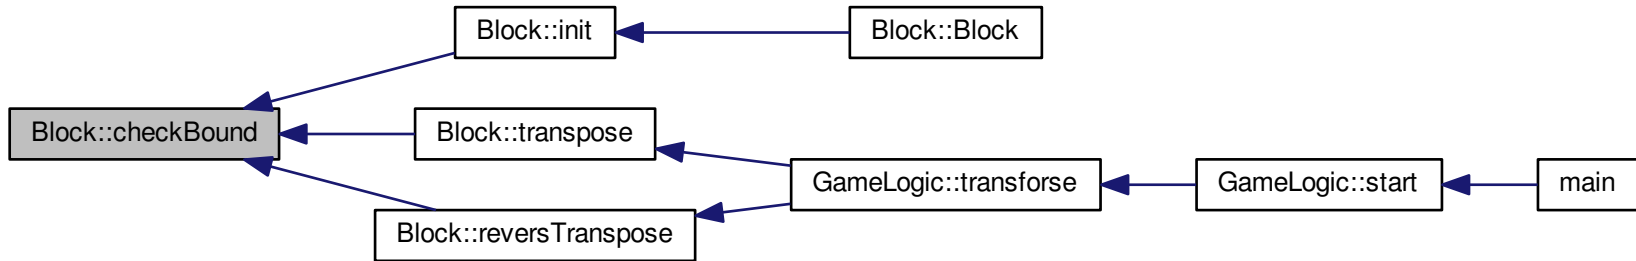 Block::init
Block::Block
Block::checkBound
Block::transpose
GameLogic::transforse
GameLogic::start
main
Block::reversTranspose